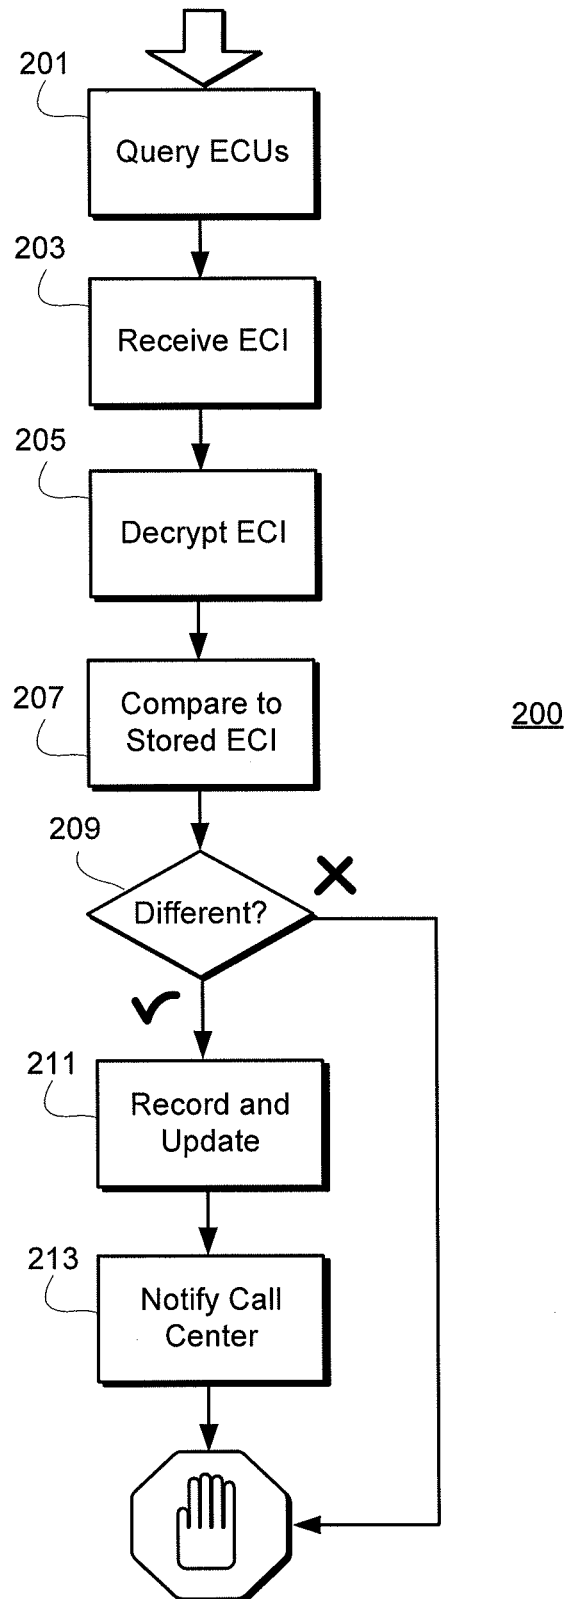 201
Query ECUs
203
Receive ECI
205
Decrypt ECI
207
Compare to
Stored ECI
200
209
Different?
211
Record and
Update
213
Notify Call
Center